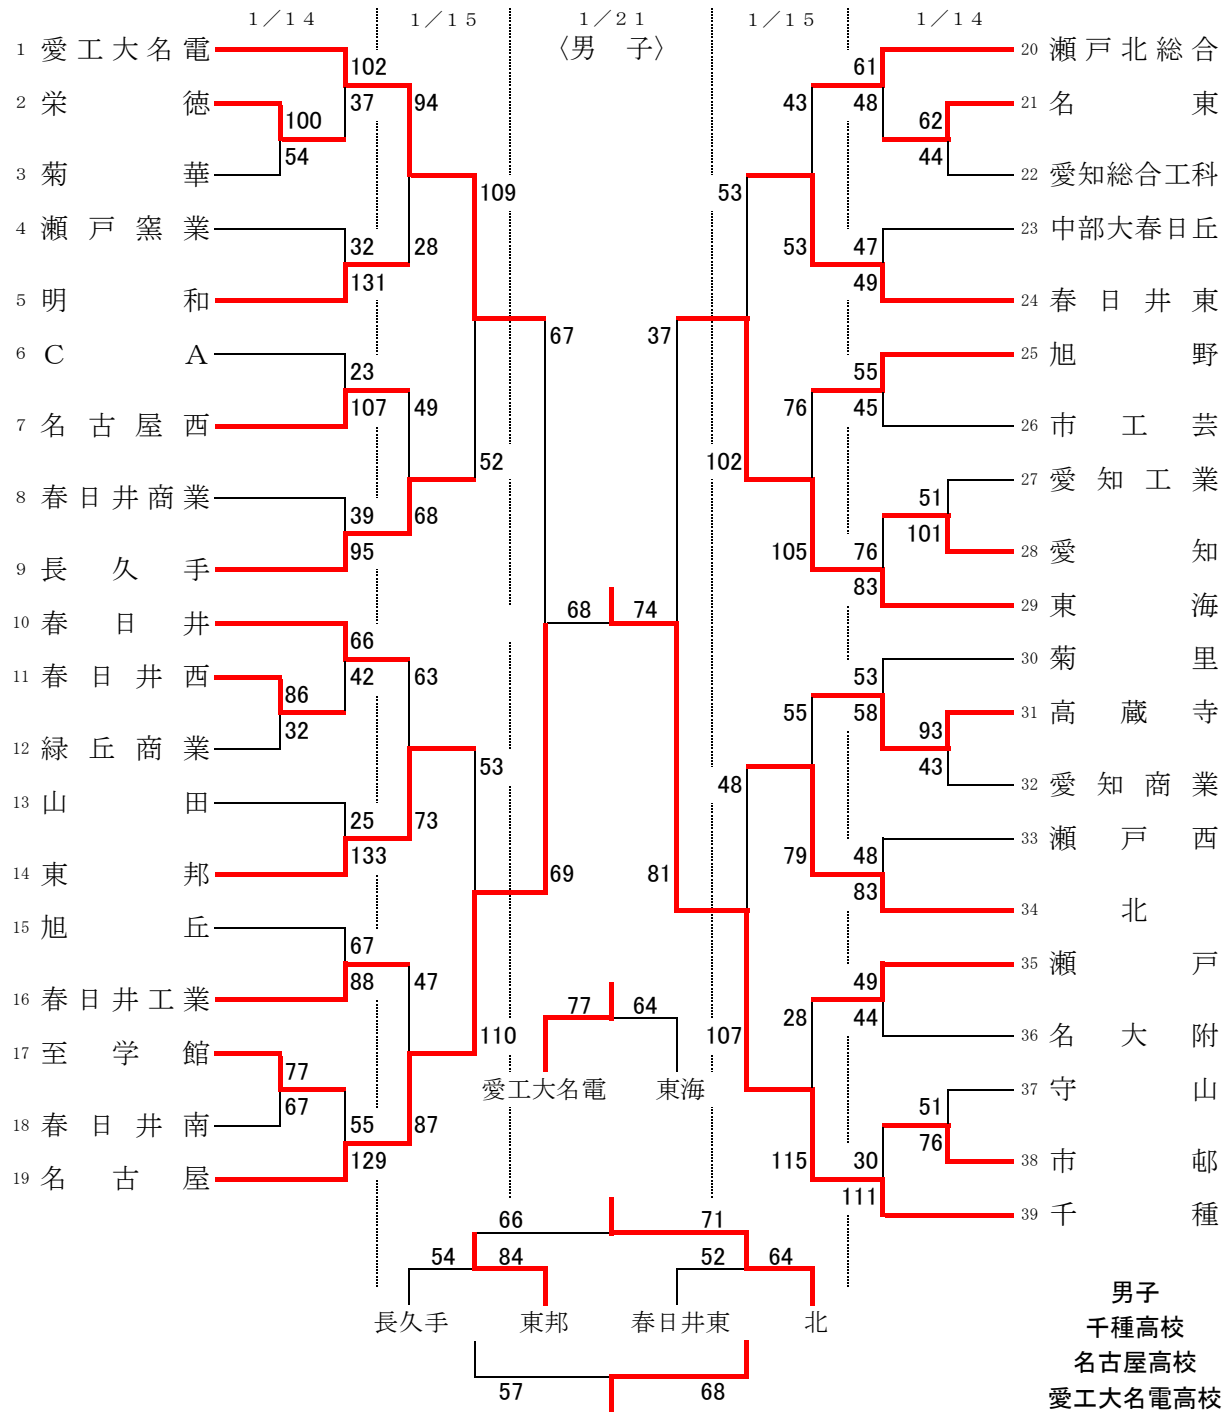 1/14 1/15 1/21 1/15 1/14
〈男 子〉
1 愛工大名電
2 栄徳
3 菊華
4 瀬戸窯業
5 明和
6 CA
7 名古屋西
8 春日井商業
9 長久手
10 春日井
11 春日井西
12 緑丘商業
13 山田
14 東邦
15 旭丘
16 春日井工業
17 至学館
18 春日井南
19 名古屋
102
37
100
54
32
131
23
107
39
95
66
42
86
32
25
133
67
88
77
67
55
129
94
28
49
68
63
73
47
87
109
52
53
110
67
69
68 74
37
81
53
102
48
107
43
53
76
105
55
79
28
115
61
48
62
44
47
49
55
45
51
101
76
83
53
58
93
43
48
83
49
44
51
76
30
111
20 瀬戸北総合
21 名東
22 愛知総合工科
23 中部大春日丘
24 春日井東
25 旭野
26 市工芸
27 愛知工業
28 愛知
29 東海
30 菊里
31 高蔵寺
32 愛知商業
33 瀬戸西
34 北
35 瀬戸
36 名大附
37 守山
38 市邨
39 千種
77 64
愛工大名電 東海
66 71
54 84 52 64
長久手 東邦 春日井東 北
57 68
男子
千種高校
名古屋高校
愛工大名電高校